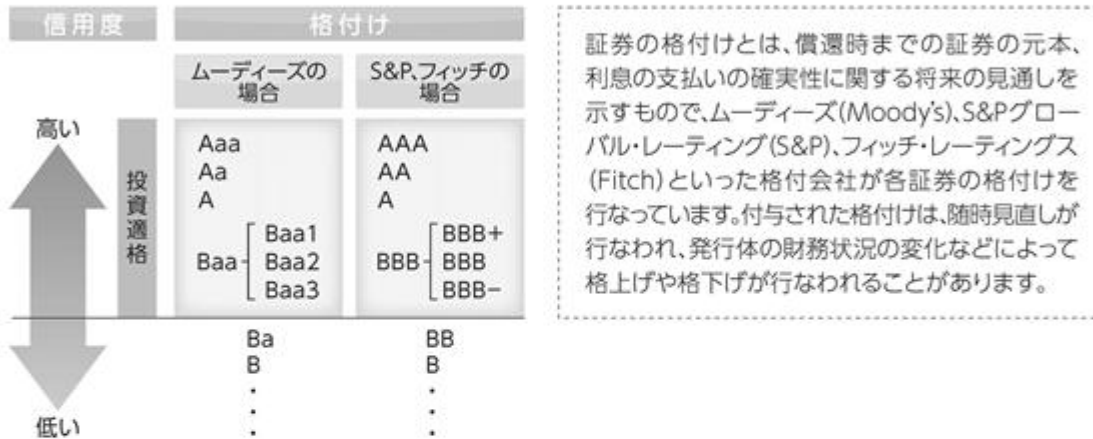 信用度
格付け
ムーディーズの
場合
S&P、フィッチの
場合
高い
投資適格
Aaa
Aa
A
Baa
Baa1
Baa2
Baa3
AAA
AA
A
BBB
BBB+
BBB
BBB−
Ba
B
・
・
・
BB
B
・
・
・
低い
証券の格付けとは、償還時までの証券の元本、
利息の支払いの確実性に関する将来の見通しを
示すもので、ムーディーズ(Moody's)、S&Pグロー
バル・レーティング(S&P)、フィッチ・レーティングス
(Fitch)といった格付会社が各証券の格付けを
行なっています。付与された格付けは、随時見直しが
行なわれ、発行体の財務状況の変化などによって
格上げや格下げが行なわれることがあります。